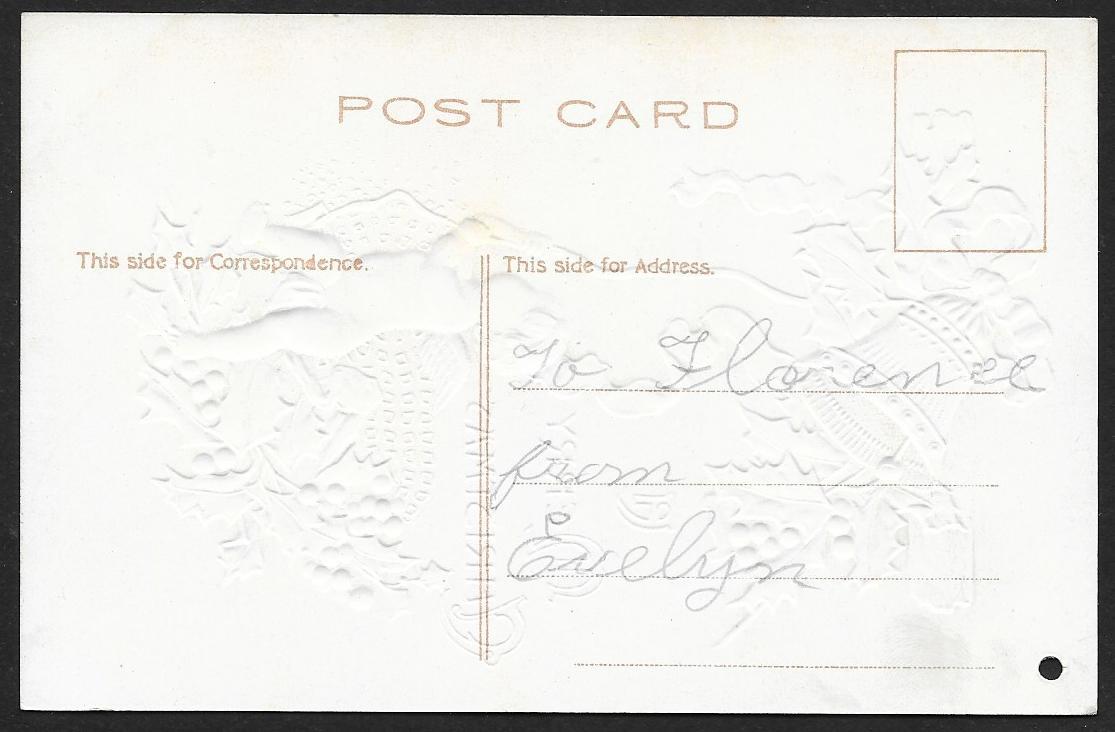 POST CARD
This side for Correspondence.
This side for Address.
To Florence
from
Evelyn